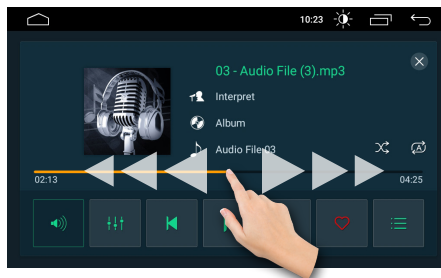 10:23
03 - Audio File (3).mp3
Interpret
Album
Audio File 03
02:13
04:25